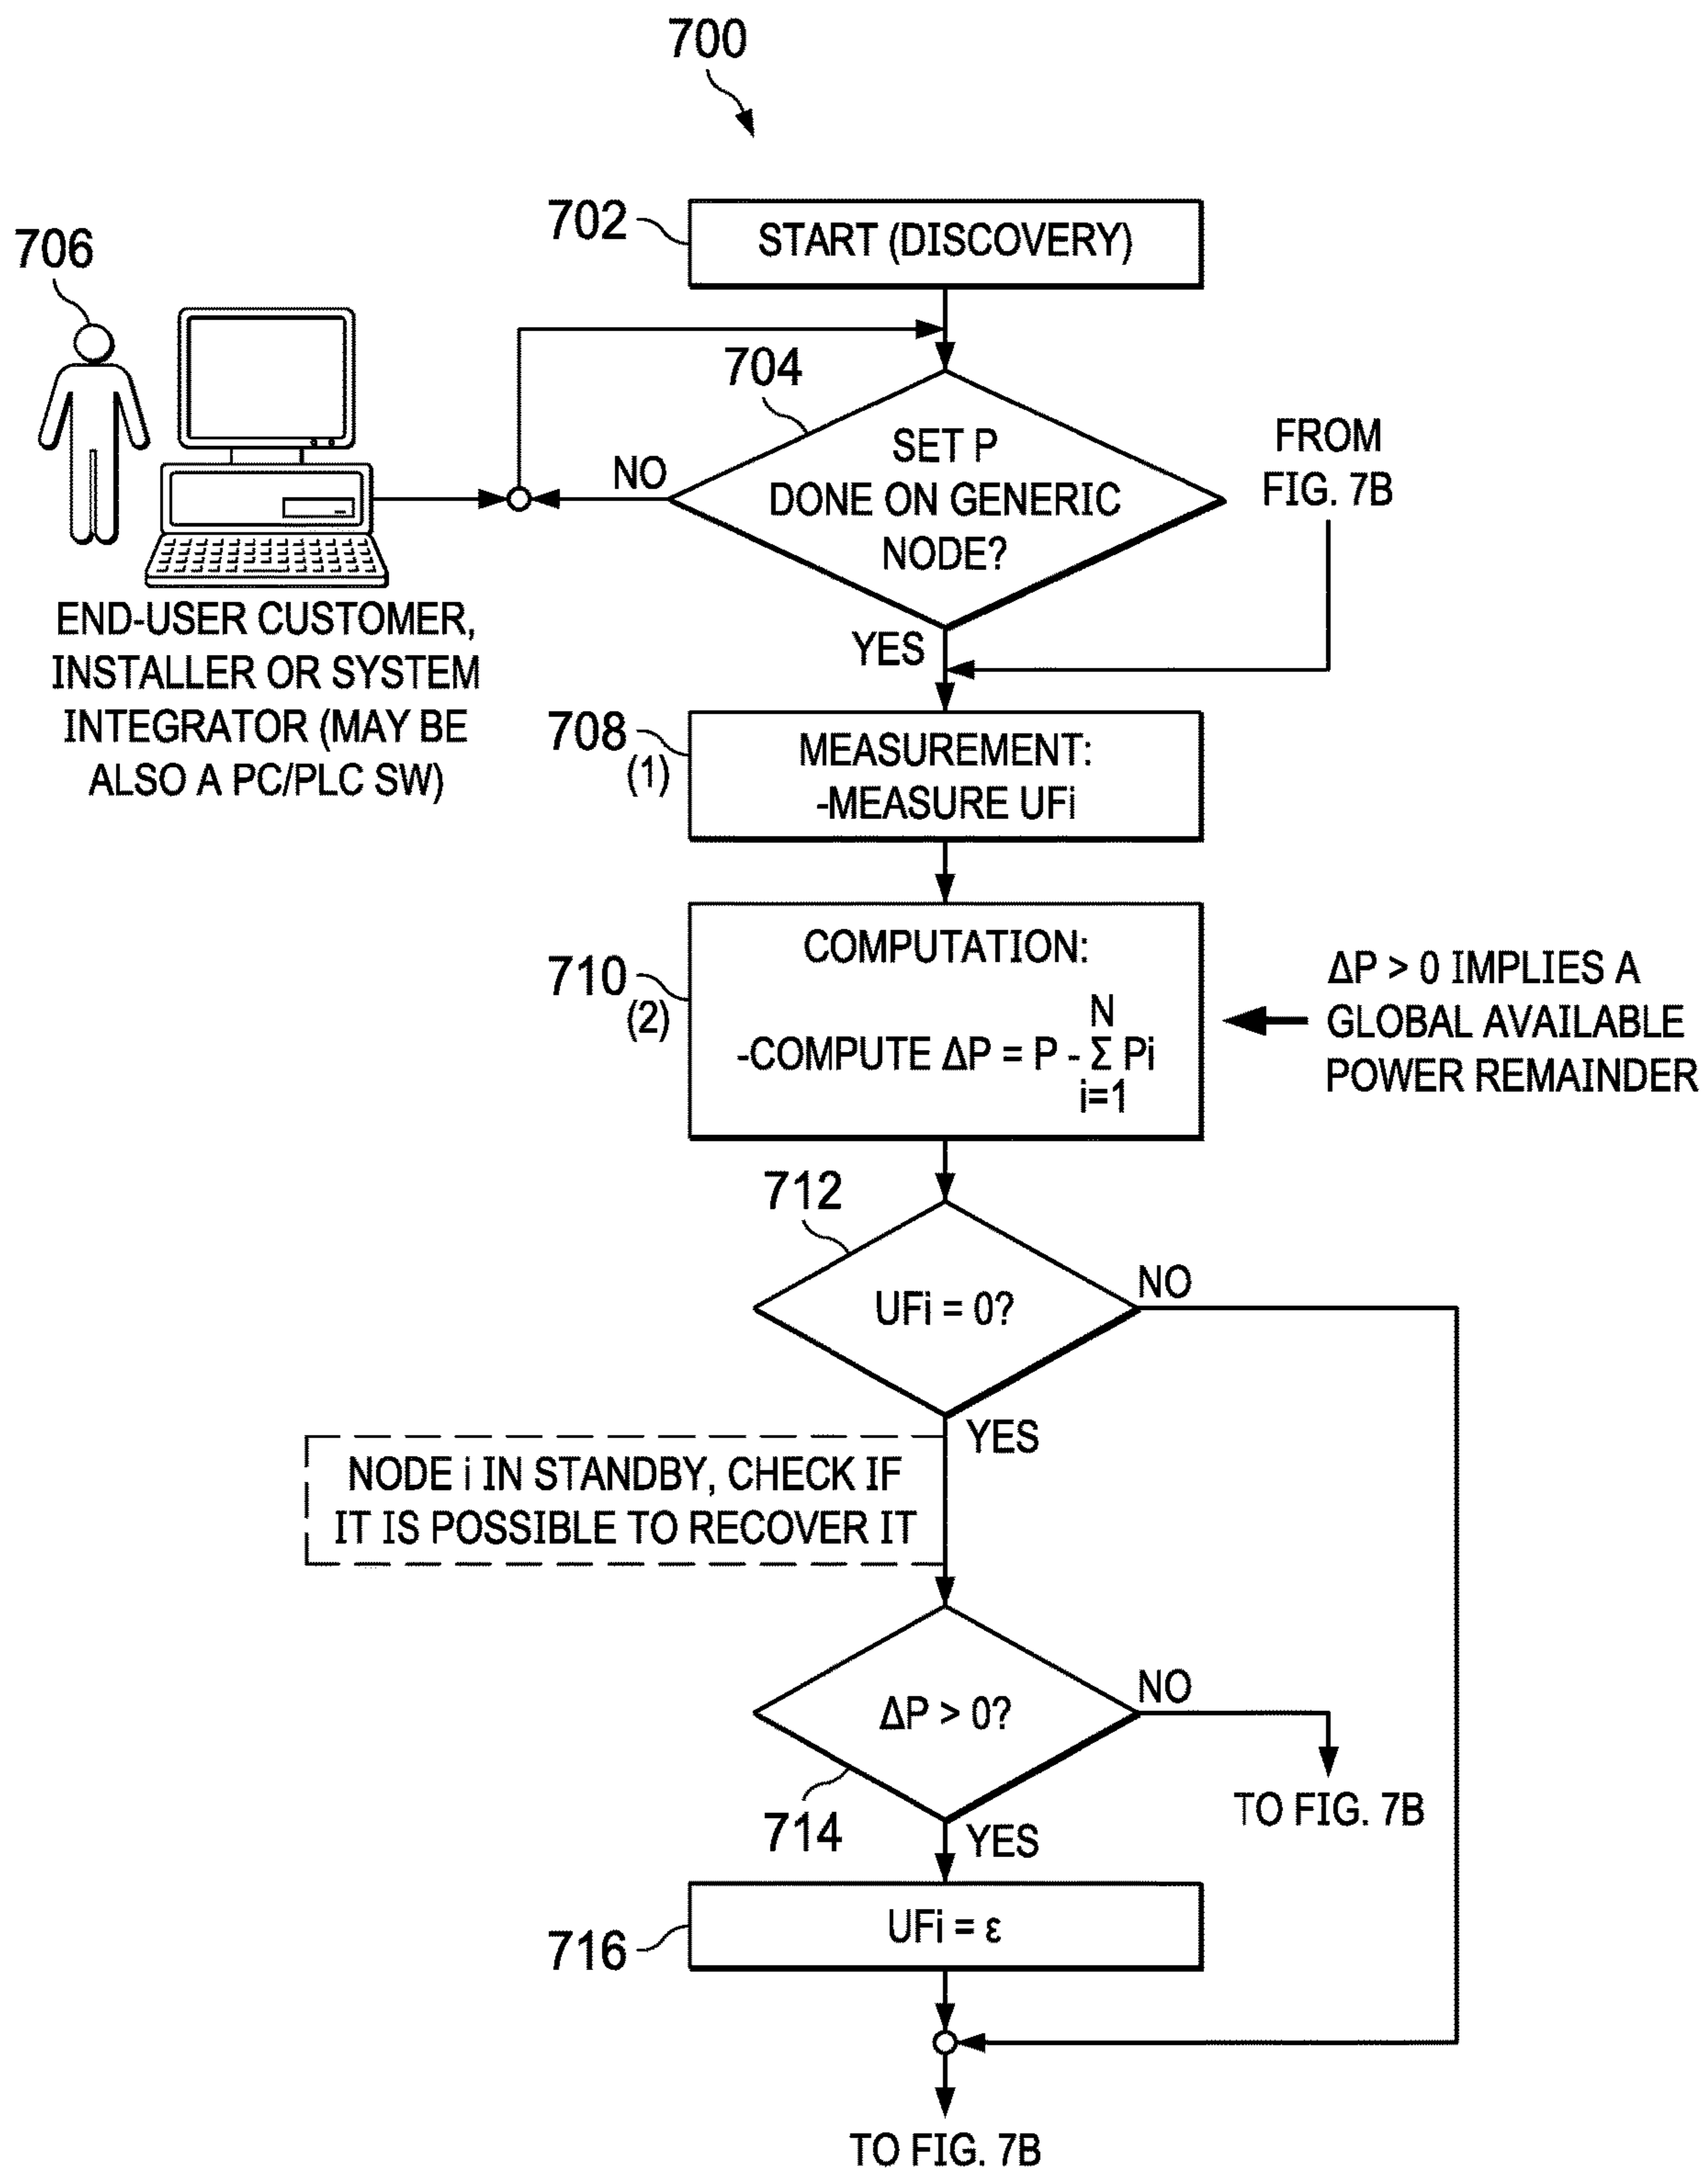 700
702
START (DISCOVERY)
706
704
SET P
DONE ON GENERIC
NODE?
NO
FROM
FIG. 7B
END-USER CUSTOMER,
INSTALLER OR SYSTEM
INTEGRATOR (MAY BE
ALSO A PC/PLC SW)
YES
708
(1)
MEASUREMENT:
-MEASURE UFi
710
(2)
COMPUTATION:
N
-COMPUTE ΔP = P - Σ Pi
i=1
ΔP > 0 IMPLIES A
GLOBAL AVAILABLE
POWER REMAINDER
712
UFi = 0?
NO
YES
NODE i IN STANDBY, CHECK IF
IT IS POSSIBLE TO RECOVER IT
ΔP > 0?
NO
714
TO FIG. 7B
YES
716
UFi = ε
TO FIG. 7B